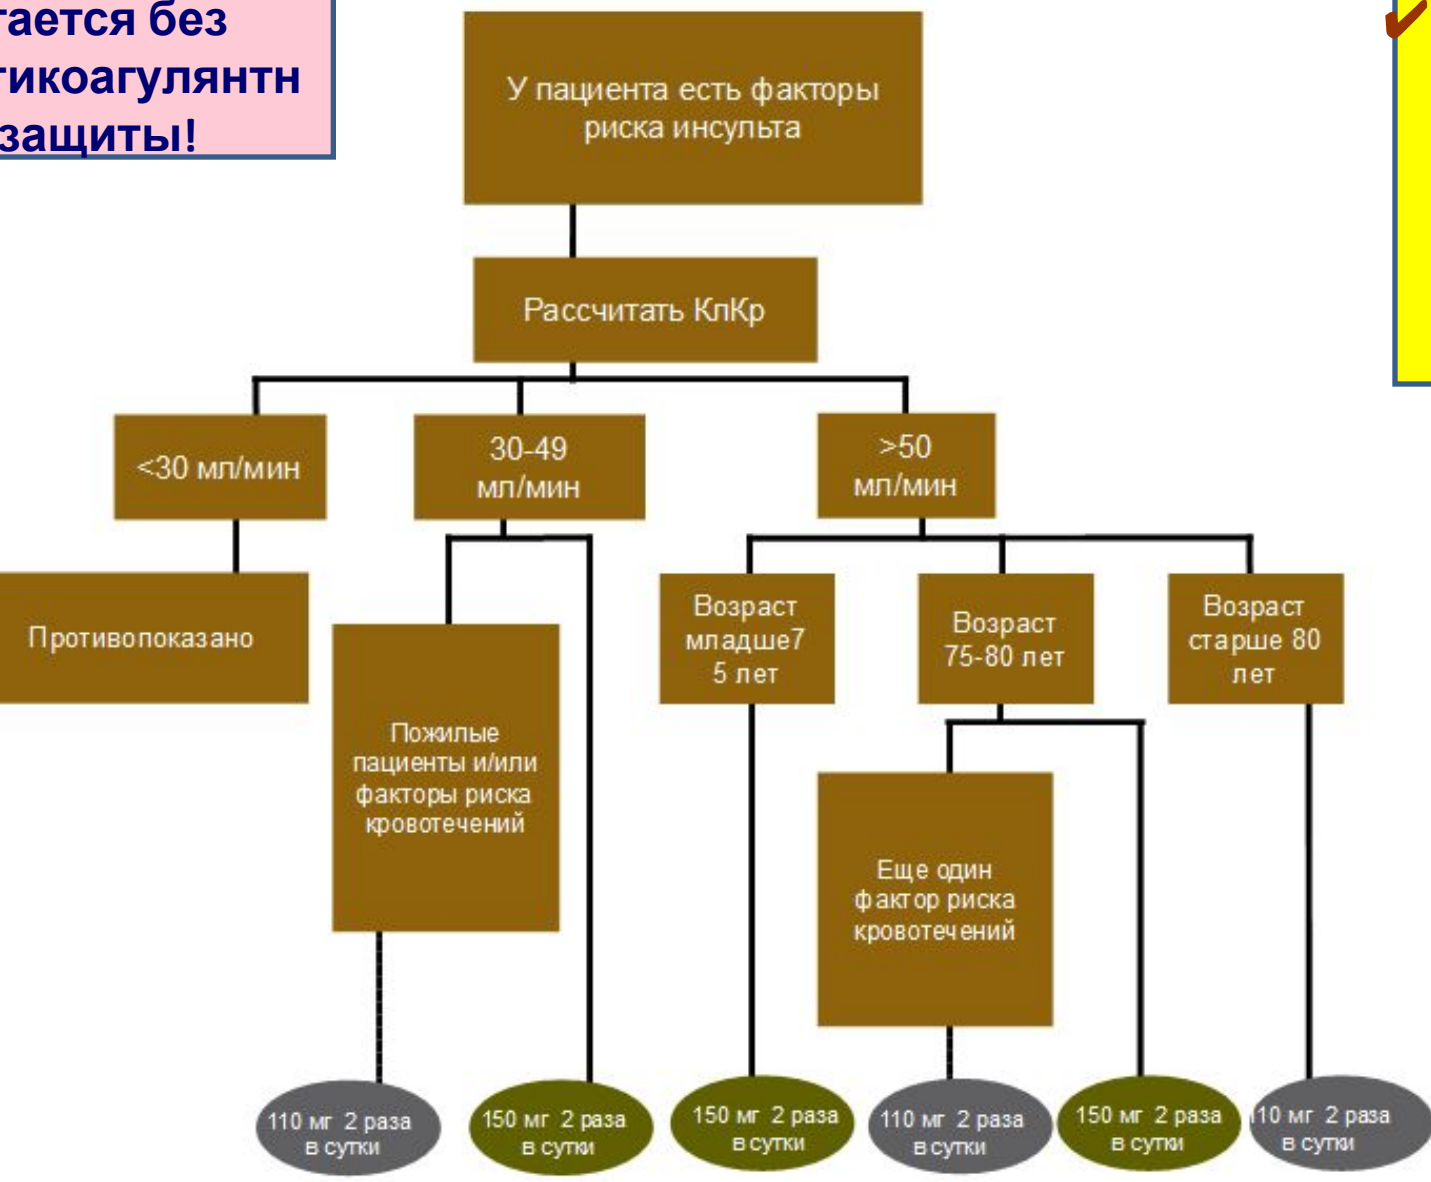 тается без
тикоагулянтн
защиты!
✔
У пациента есть факторы
риска инсульта
Рассчитать КлКр
<30 мл/мин
30-49
мл/мин
>50
мл/мин
Противопоказано
Пожилые
пациенты и/или
факторы риска
кровотечений
Возраст
младше7
5 лет
Возраст
75-80 лет
Возраст
старше 80
лет
Еще один
фактор риска
кровотечений
110 мг 2 раза
в сутки
150 мг 2 раза
в сутки
150 мг 2 раза
в сутки
110 мг 2 раза
в сутки
150 мг 2 раза
в сутки
110 мг 2 раза
в сутки